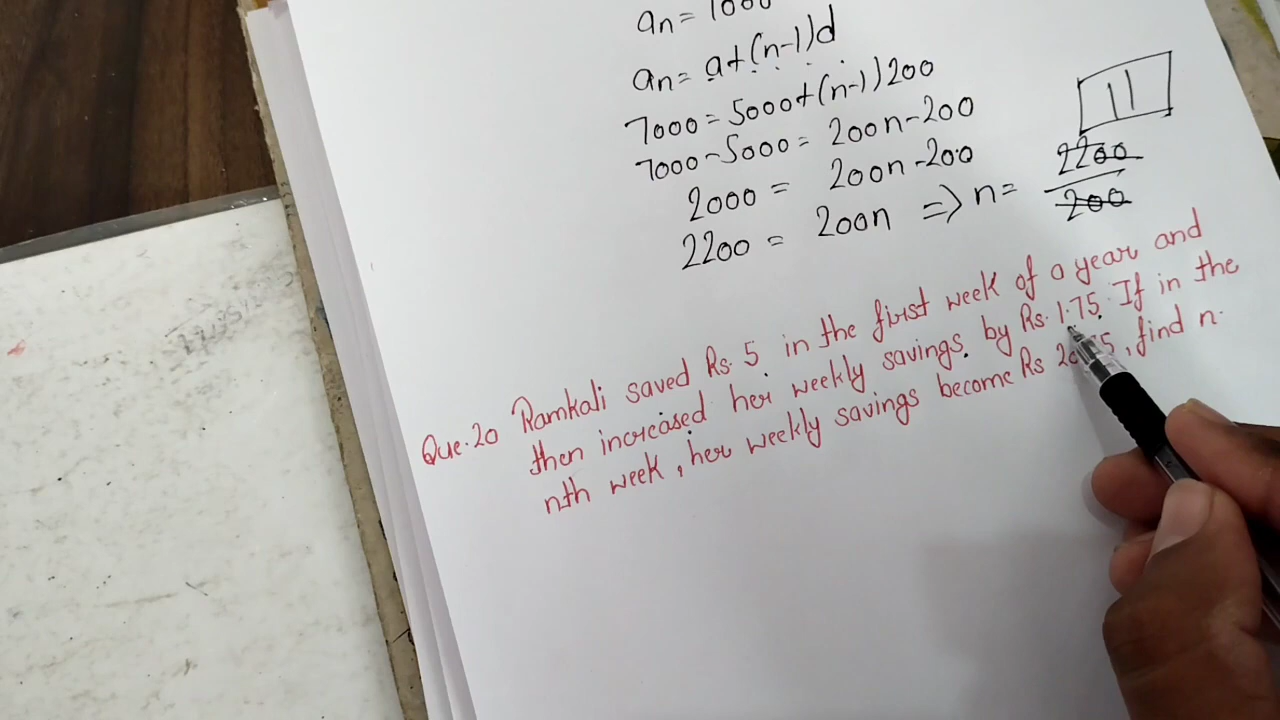 an = 1000
an = a+(n-1)d
7000 = 5000+(n-1)200
7000-5000 = 200n-200
2000 = 200n-200
2200 = 200n => n= 2200/200
11
Que.20 Ramkali saved Rs. 5 in the first week of a year and
then increased her weekly savings by Rs. 1.75. If in the
nth week, her weekly savings become Rs , find n.